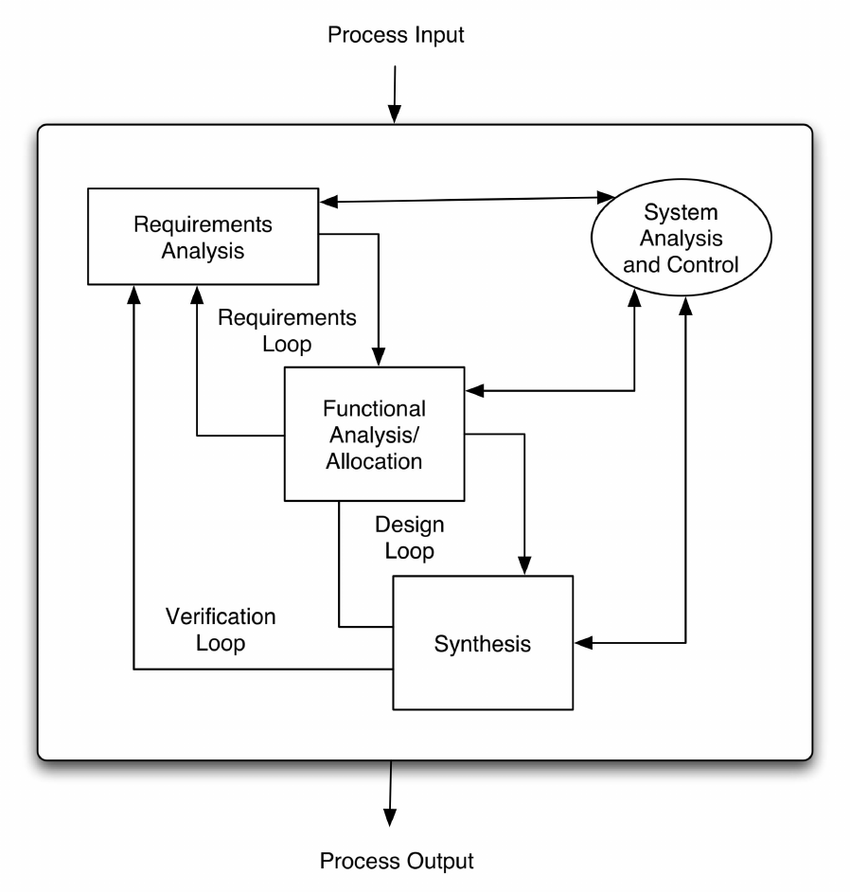 Process Input
Requirements
Analysis
System
Analysis
and Control
Requirements
Loop
Functional
Analysis/
Allocation
Design
Loop
Verification
Loop
Synthesis
Process Output